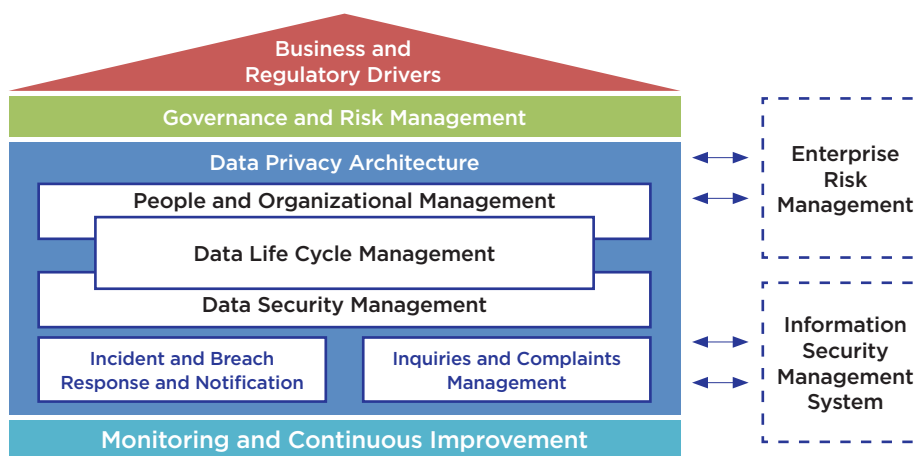 Business and
Regulatory Drivers
Governance and Risk Management
Data Privacy Architecture
People and Organizational Management
Data Life Cycle Management
Data Security Management
Incident and Breach
Response and Notification
Inquiries and Complaints
Management
Monitoring and Continuous Improvement
Enterprise
Risk
Management
Information
Security
Management
System